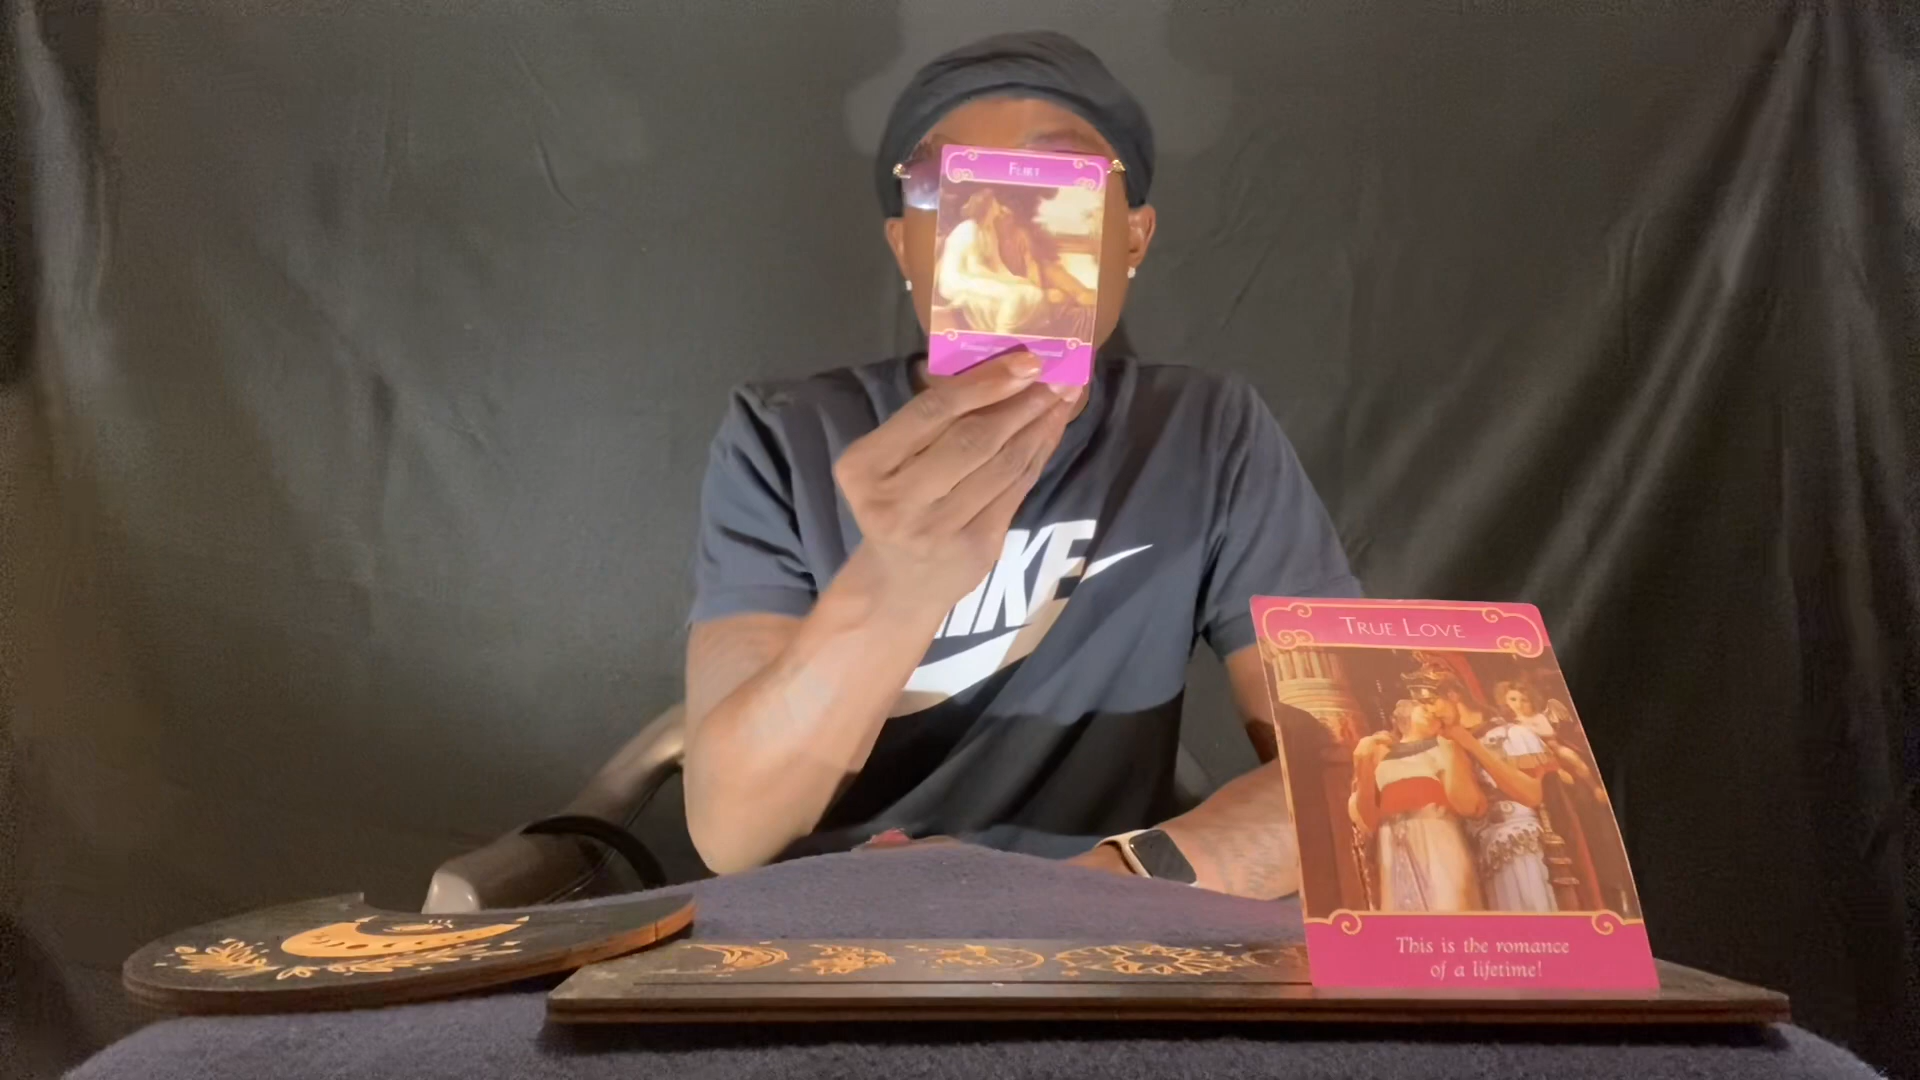 FLIRT
NIKE
TRUE LOVE
This is the romance
of a lifetime!